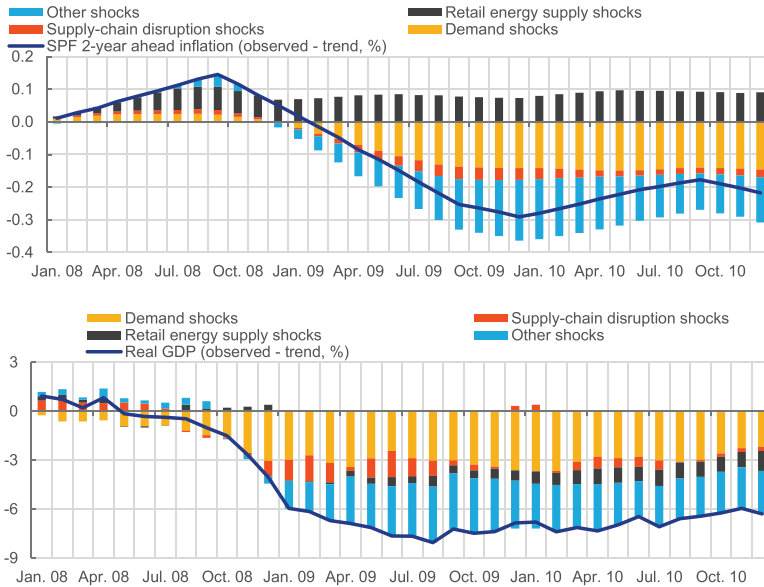 Other shocks Retail energy supply shocks
Supply-chain disruption shocks Demand shocks
SPF 2-year ahead inflation (observed - trend, %)
0.2
0.1
0.0
-0.1
-0.2
-0.3
-0.4
Jan. 08 Apr. 08 Jul. 08 Oct. 08 Jan. 09 Apr. 09 Jul. 09 Oct. 09 Jan. 10 Apr. 10 Jul. 10 Oct. 10
Demand shocks Supply-chain disruption shocks
Retail energy supply shocks Other shocks
Real GDP (observed - trend, %)
3
0
-3
-6
-9
Jan. 08 Apr. 08 Jul. 08 Oct. 08 Jan. 09 Apr. 09 Jul. 09 Oct. 09 Jan. 10 Apr. 10 Jul. 10 Oct. 10